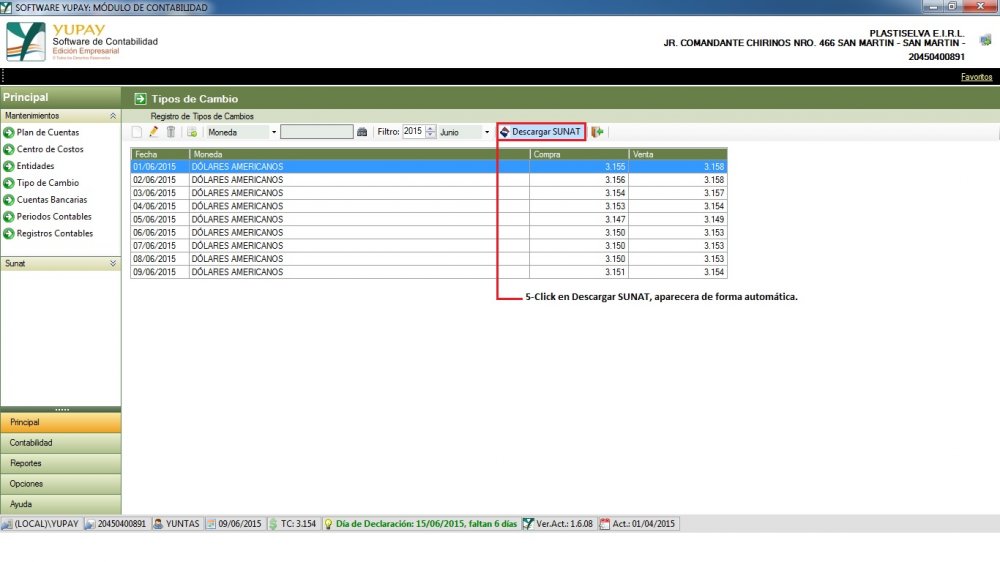 SOFTWARE YUPAY: MÓDULO DE CONTABILIDAD
YUPAY
Software de Contabilidad
Edición Empresarial
© Todos los Derechos Reservados
PLASTISELVA E.I.R.L.
JR. COMANDANTE CHIRINOS NRO. 466 SAN MARTIN - SAN MARTIN -
20450400891
Favoritos
Principal
Tipos de Cambio
Mantenimientos
Registro de Tipos de Cambios
Plan de Cuentas
Centro de Costos
Entidades
Tipo de Cambio
Cuentas Bancarias
Periodos Contables
Registros Contables
Sunat
Moneda Filtro: 2015 Junio Descargar SUNAT
Fecha Moneda Compra Venta
01/06/2015 DÓLARES AMERICANOS 3.155 3.158
02/06/2015 DÓLARES AMERICANOS 3.156 3.158
03/06/2015 DÓLARES AMERICANOS 3.154 3.157
04/06/2015 DÓLARES AMERICANOS 3.153 3.154
05/06/2015 DÓLARES AMERICANOS 3.147 3.149
06/06/2015 DÓLARES AMERICANOS 3.150 3.153
07/06/2015 DÓLARES AMERICANOS 3.150 3.153
08/06/2015 DÓLARES AMERICANOS 3.150 3.153
09/06/2015 DÓLARES AMERICANOS 3.151 3.154
5-Click en Descargar SUNAT, aparecera de forma automática.
Principal
Contabilidad
Reportes
Opciones
Ayuda
(LOCAL)\YUPAY 20450400891 YUNTAS 09/06/2015 TC: 3.154 Día de Declaración: 15/06/2015, faltan 6 días Ver.Act.: 1.6.08 Act.: 01/04/2015